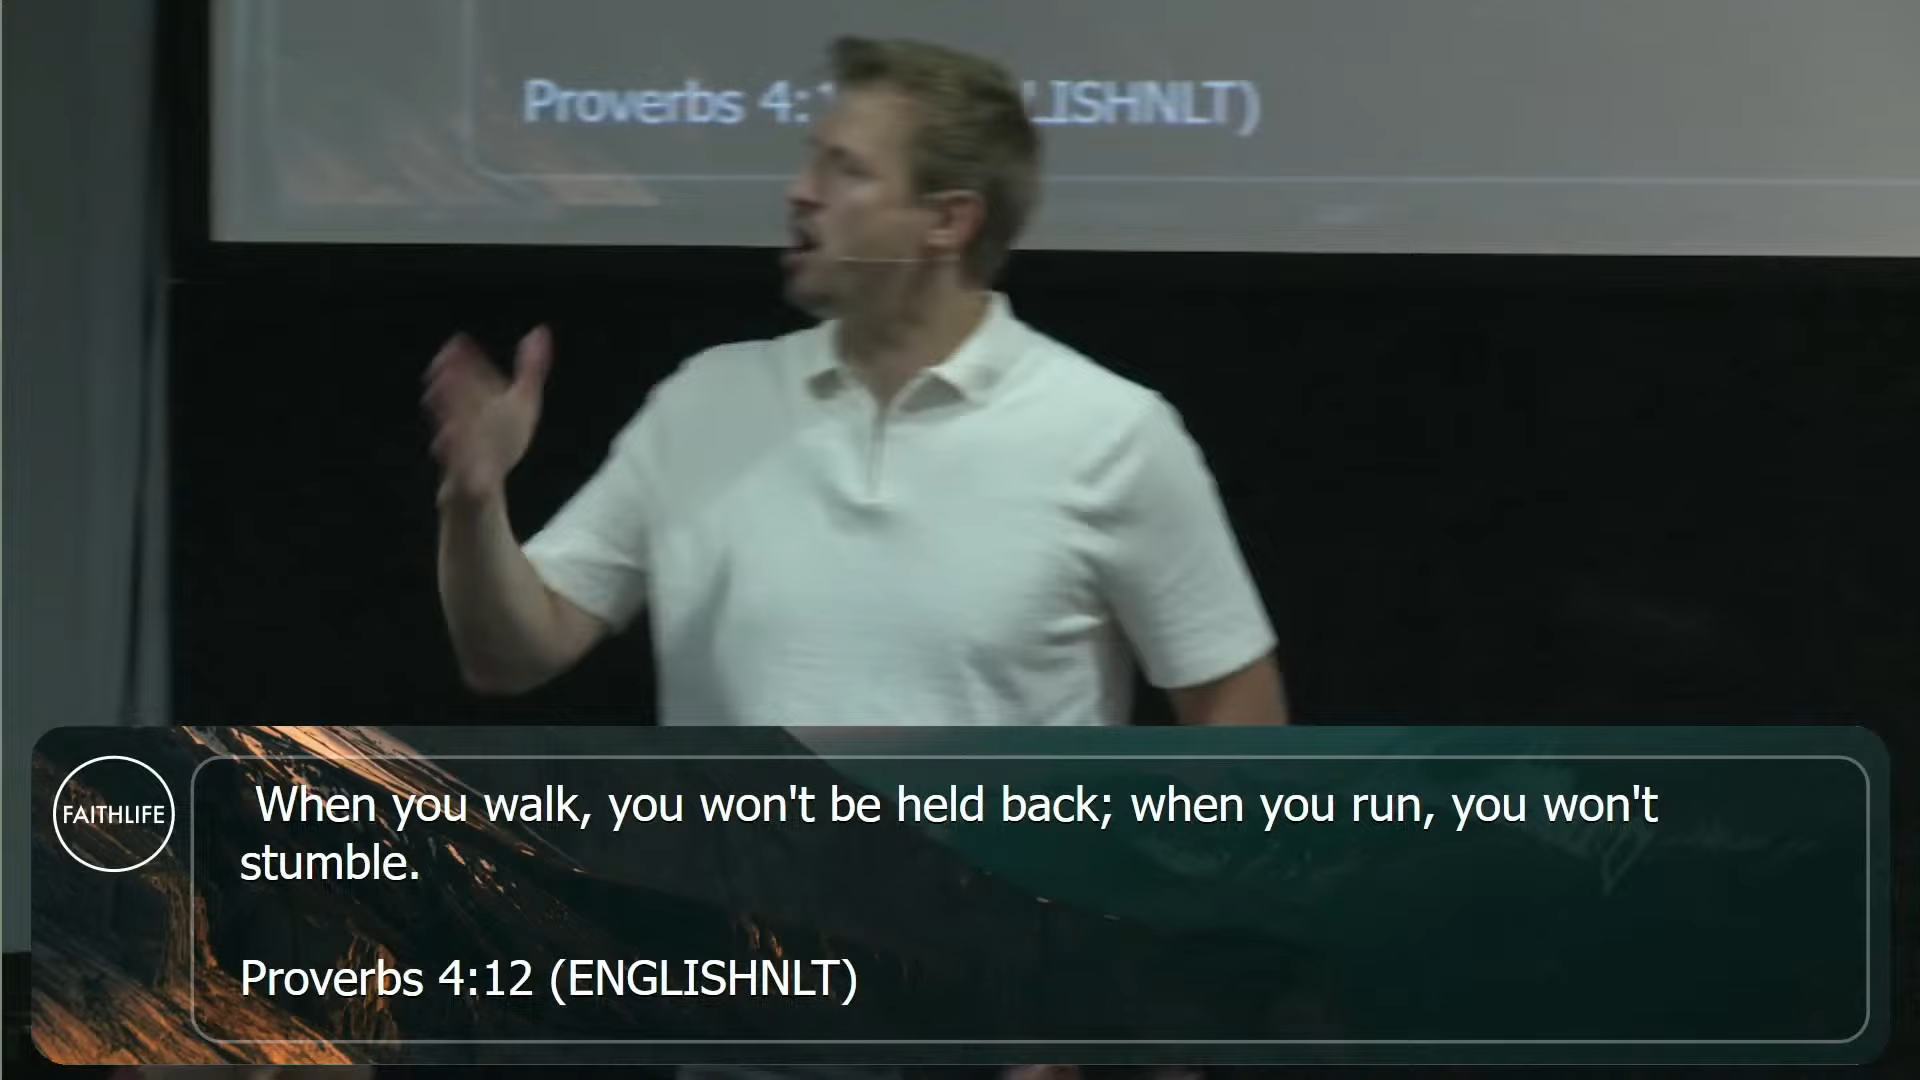 Proverbs 4:1 LISHNLT)
FAITHLIFE
When you walk, you won't be held back; when you run, you won't
stumble.
Proverbs 4:12 (ENGLISHNLT)